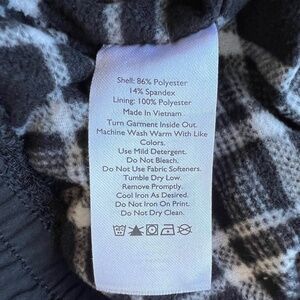 Shell: 86% Polyester
14% Spandex
Lining: 100% Polyester
Made In Vietnam
Turn Garment Inside Out.
Machine Wash Warm With Like
Colors.
Use Mild Detergent.
Do Not Bleach.
Do Not Use Fabric Softeners.
Tumble Dry Low.
Remove Promptly.
Cool Iron As Desired.
Do Not Iron On Print.
Do Not Dry Clean.